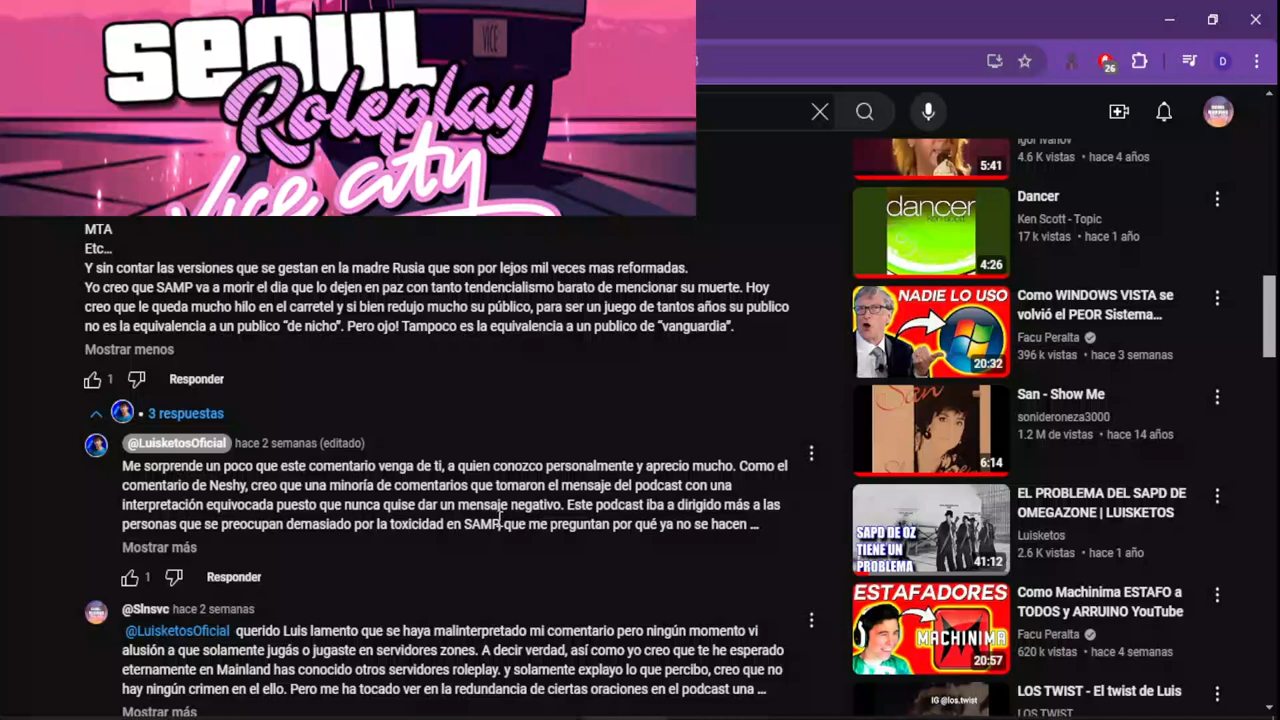 seoul
Roleplay
Vice city
VICE
26
D
MTA
Etc...
Y sin contar las versiones que se gestan en la madre Rusia que son por lejos mil veces mas reformadas.
Yo creo que SAMP va a morir el dia que lo dejen en paz con tanto tendencialismo barato de mencionar su muerte. Hoy
creo que le queda mucho hilo en el carretel y si bien redujo mucho su público, para ser un juego de tantos años su publico
no es la equivalencia a un publico “de nicho”. Pero ojo! Tampoco es la equivalencia a un publico de “vanguardia”.
Mostrar menos
1
Responder
• 3 respuestas
@LuisketosOficial hace 2 semanas (editado)
Me sorprende un poco que este comentario venga de ti, a quien conozco personalmente y aprecio mucho. Como el
comentario de Neshy, creo que una minoría de comentarios que tomaron el mensaje del podcast con una
interpretación equivocada puesto que nunca quise dar un mensaje negativo. Este podcast iba a dirigido más a las
personas que se preocupan demasiado por la toxicidad en SAMP que me preguntan por qué ya no se hacen ...
Mostrar más
1
Responder
@Slnsvc hace 2 semanas
@LuisketosOficial querido Luis lamento que se haya malinterpretado mi comentario pero ningún momento vi
alusión a que solamente jugás o jugaste en servidores zones. A decir verdad, así como yo creo que te he esperado
eternamente en Mainland has conocido otros servidores roleplay. y solamente explayo lo que percibo, creo que no
hay ningún crimen en el ello. Pero me ha tocado ver en la redundancia de ciertas oraciones en el podcast una ...
Mostrar más
Igor Ivanov
4.6 K vistas • hace 4 años
5:41
dancer
4:26
Dancer
Ken Scott - Topic
17 k vistas • hace 1 año
NADIE LO USO
20:32
Como WINDOWS VISTA se
volvió el PEOR Sistema...
Facu Peralta
396 k vistas • hace 3 semanas
San
6:14
San - Show Me
sonideroneza3000
1.2 M de vistas • hace 14 años
SAPD DE OZ
TIENE UN
PROBLEMA
41:12
EL PROBLEMA DEL SAPD DE
OMEGAZONE | LUISKETOS
Luisketos
2.6 K vistas • hace 1 año
ESTAFADORES
MACHINIMA
20:57
Como Machinima ESTAFO a
TODOS y ARRUINO YouTube
Facu Peralta
620 k vistas • hace 4 semanas
IG @los.twist
LOS TWIST - El twist de Luis
LOS TWIST